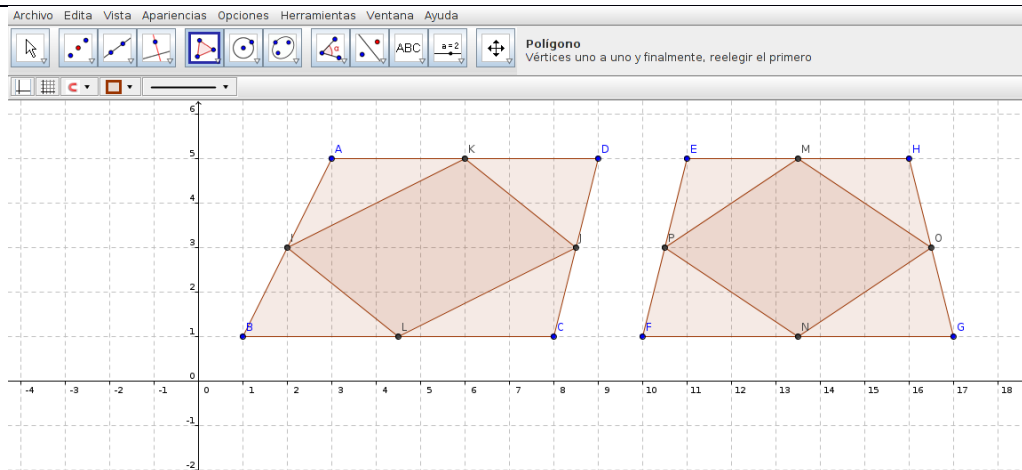 Archivo Edita Vista Apariencias Opciones Herramientas Ventana Ayuda
ABC
a=2
α
Polígono
Vértices uno a uno y finalmente, reelegir el primero
6
A K D E M H
5
4
I J P O
3
2
B L C F N G
1
0
-4 -3 -2 -1 0 1 2 3 4 5 6 7 8 9 10 11 12 13 14 15 16 17 18
-1
-2